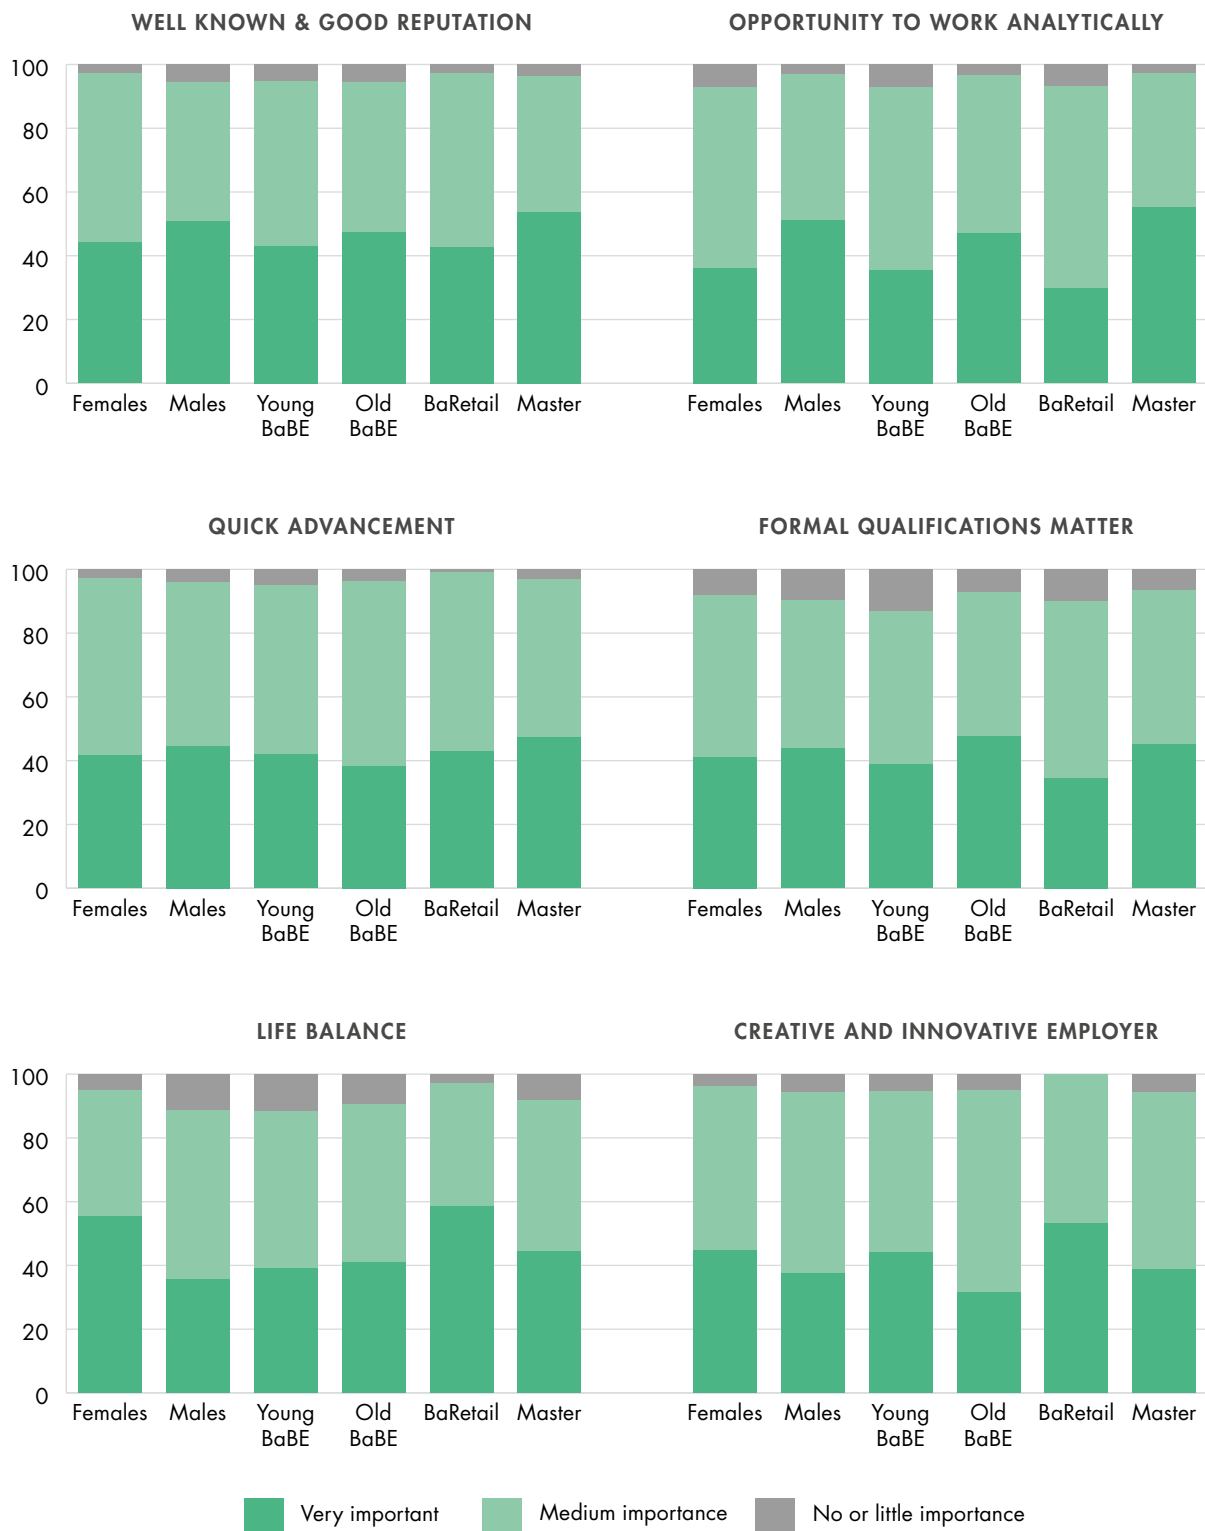 WELL KNOWN & GOOD REPUTATION
100
80
60
40
20
0
Females Males Young BaBE Old BaBE BaRetail Master
OPPORTUNITY TO WORK ANALYTICALLY
Females Males Young BaBE Old BaBE BaRetail Master
QUICK ADVANCEMENT
100
80
60
40
20
0
Females Males Young BaBE Old BaBE BaRetail Master
FORMAL QUALIFICATIONS MATTER
Females Males Young BaBE Old BaBE BaRetail Master
LIFE BALANCE
100
80
60
40
20
0
Females Males Young BaBE Old BaBE BaRetail Master
CREATIVE AND INNOVATIVE EMPLOYER
Females Males Young BaBE Old BaBE BaRetail Master
Very important Medium importance No or little importance